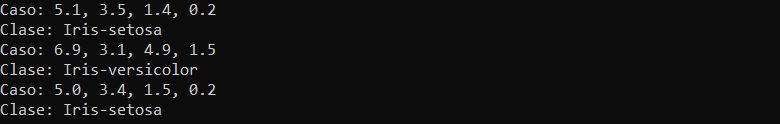 Caso: 5.1, 3.5, 1.4, 0.2
Clase: Iris-setosa
Caso: 6.9, 3.1, 4.9, 1.5
Clase: Iris-versicolor
Caso: 5.0, 3.4, 1.5, 0.2
Clase: Iris-setosa